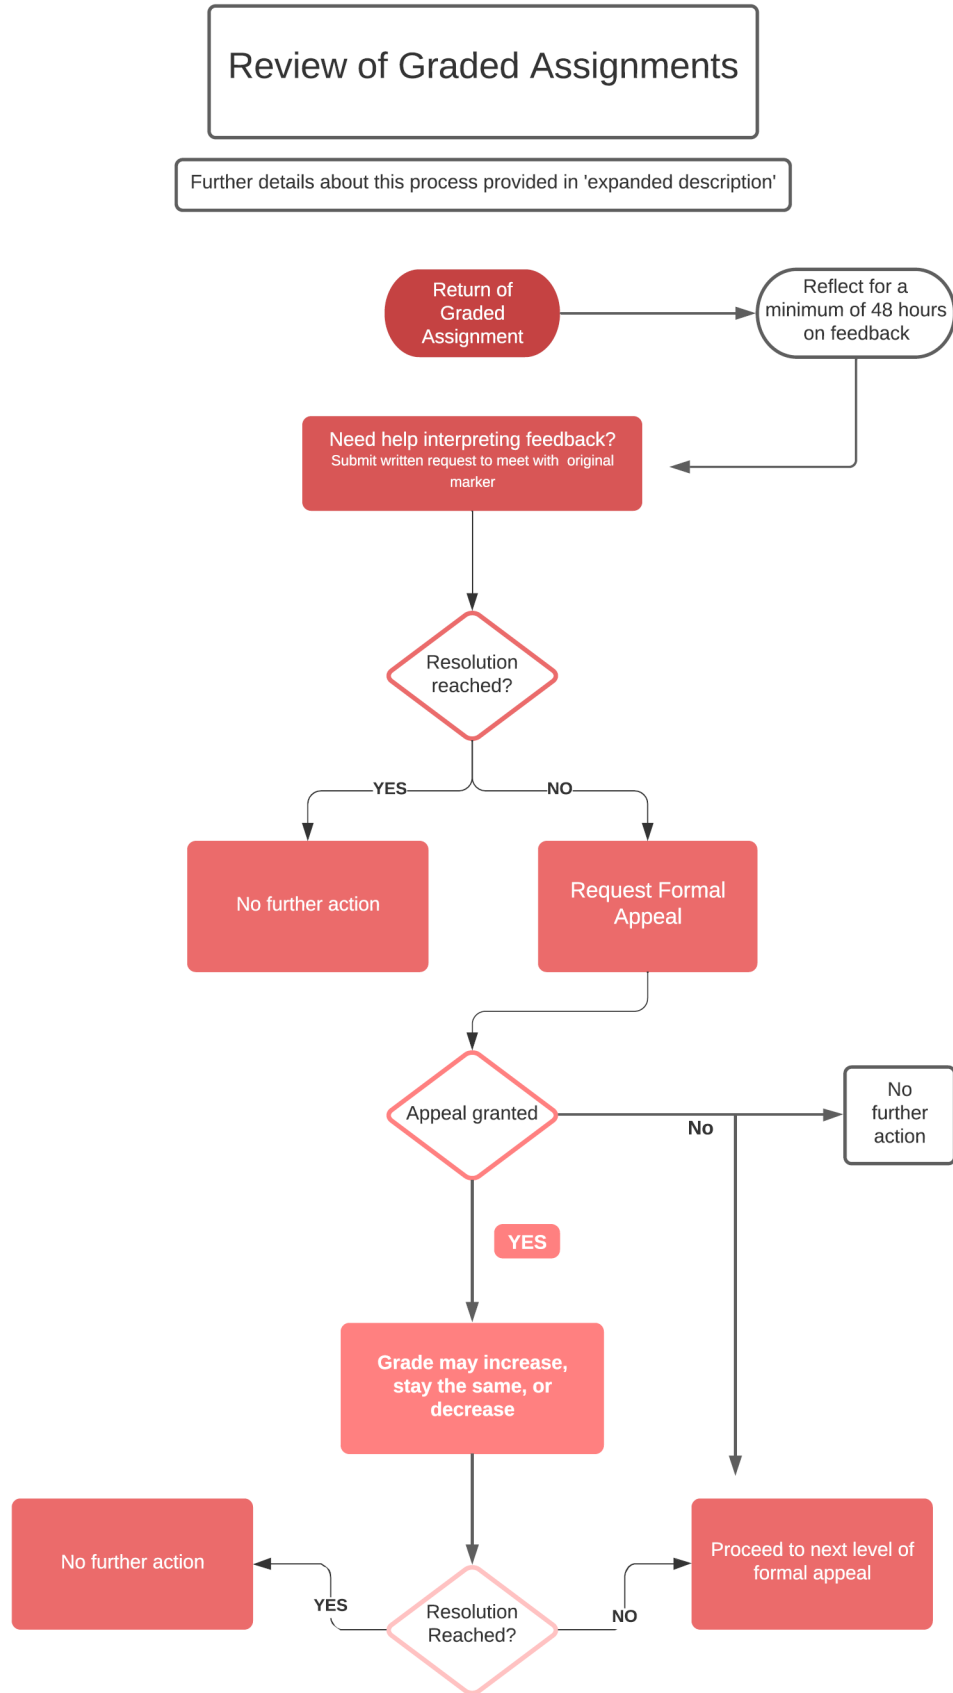 Review of Graded Assignments
Further details about this process provided in 'expanded description'
Return of
Graded
Assignment
Reflect for a
minimum of 48 hours
on feedback
Need help interpreting feedback?
Submit written request to meet with original
marker
Resolution
reached?
YES
NO
No further action
Request Formal
Appeal
Appeal granted
No
No
further
action
YES
Grade may increase,
stay the same, or
decrease
No further action
Proceed to next level of
formal appeal
YES
Resolution
Reached?
NO